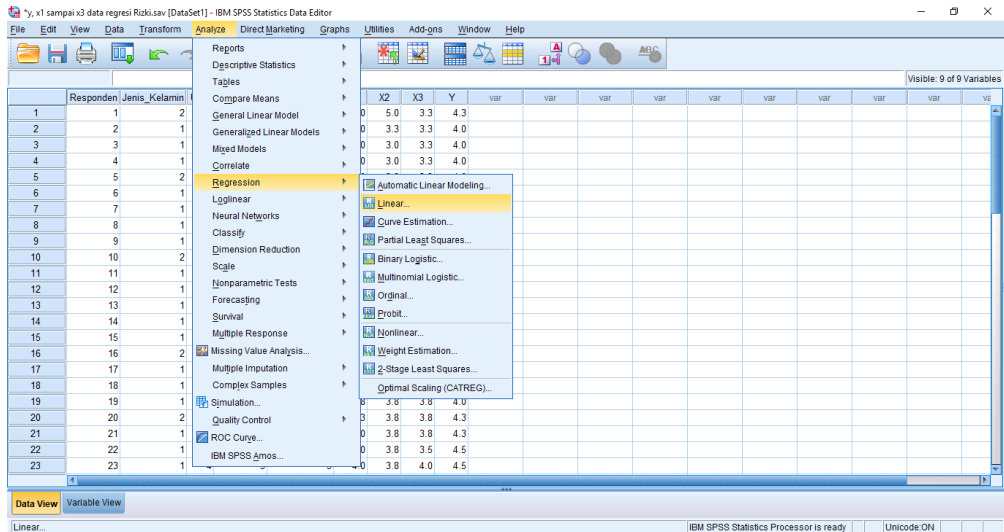 *y, x1 sampai x3 data regresi Rizki.sav [DataSet1] - IBM SPSS Statistics Data Editor
File Edit View Data Transform Analyze Direct Marketing Graphs Utilities Add-ons Window Help
Visible: 9 of 9 Variables
Reports
Descriptive Statistics
Tables
Compare Means
General Linear Model
Generalized Linear Models
Mixed Models
Correlate
Regression
Loglinear
Neural Networks
Classify
Dimension Reduction
Scale
Nonparametric Tests
Forecasting
Survival
Multiple Response
Missing Value Analysis...
Multiple Imputation
Complex Samples
Simulation...
Quality Control
ROC Curve...
IBM SPSS Amos...
Automatic Linear Modeling...
Linear...
Curve Estimation...
Partial Least Squares...
Binary Logistic...
Multinomial Logistic...
Ordinal...
Probit...
Nonlinear...
Weight Estimation...
2-Stage Least Squares...
Optimal Scaling (CATREG)...
Responden Jenis_Kelamin X2 X3 Y var var var var var var var var
1 1 2 0 5.0 3.3 4.3
2 2 1 0 3.3 3.3 4.0
3 3 1 0 3.0 3.3 4.0
4 4 1 0 3.0 3.3 4.0
5 5 2
6 6 1
7 7 1
8 8 1
9 9 1
10 10 2
11 11 1
12 12 1
13 13 1
14 14 1
15 15 1
16 16 2
17 17 1
18 18 1
19 19 1 3.8 3.8 4.0
20 20 2 3 3.8 3.8 4.3
21 21 1 0 3.8 3.8 4.3
22 22 1 0 3.8 3.5 4.5
23 23 1 3.8 4.0 4.5
Data View Variable View
Linear... IBM SPSS Statistics Processor is ready Unicode:ON